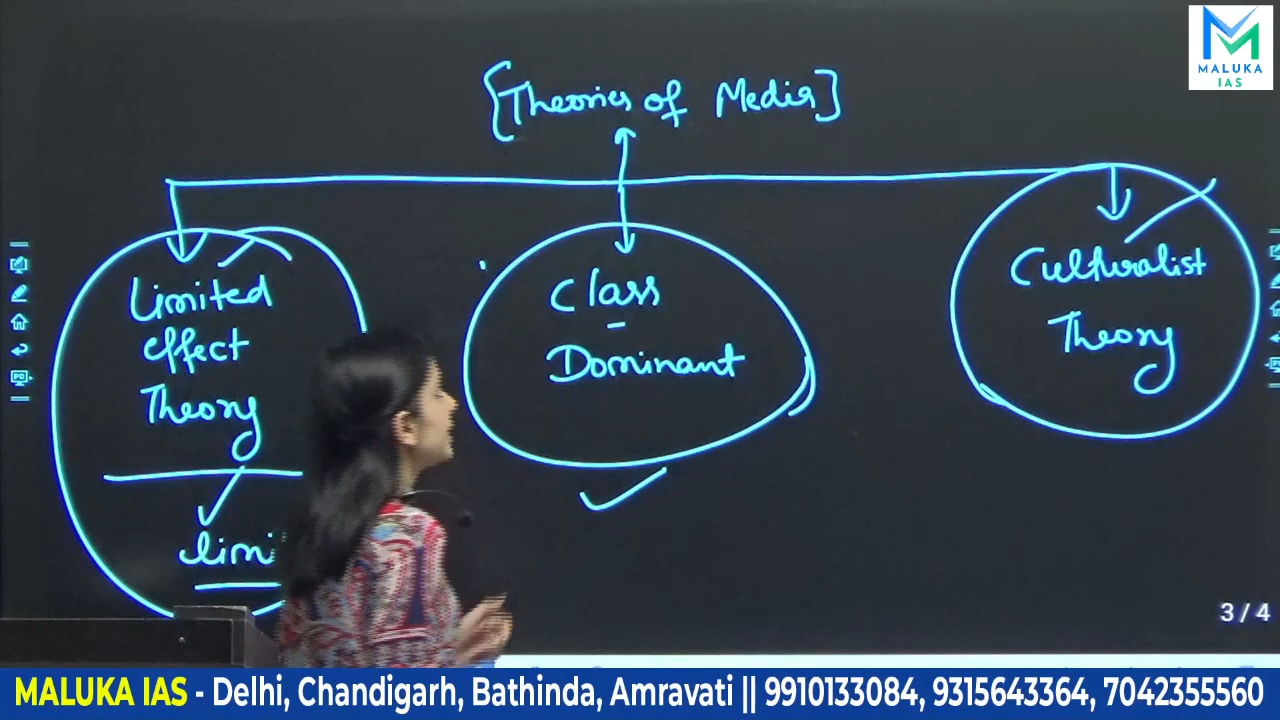 MALUKA
IAS
[Theories of Media]
Limited
effect
Theory
Class
Dominant
Culturalist
Theory
3/4
MALUKA IAS - Delhi, Chandigarh, Bathinda, Amravati || 9910133084, 9315643364, 7042355560